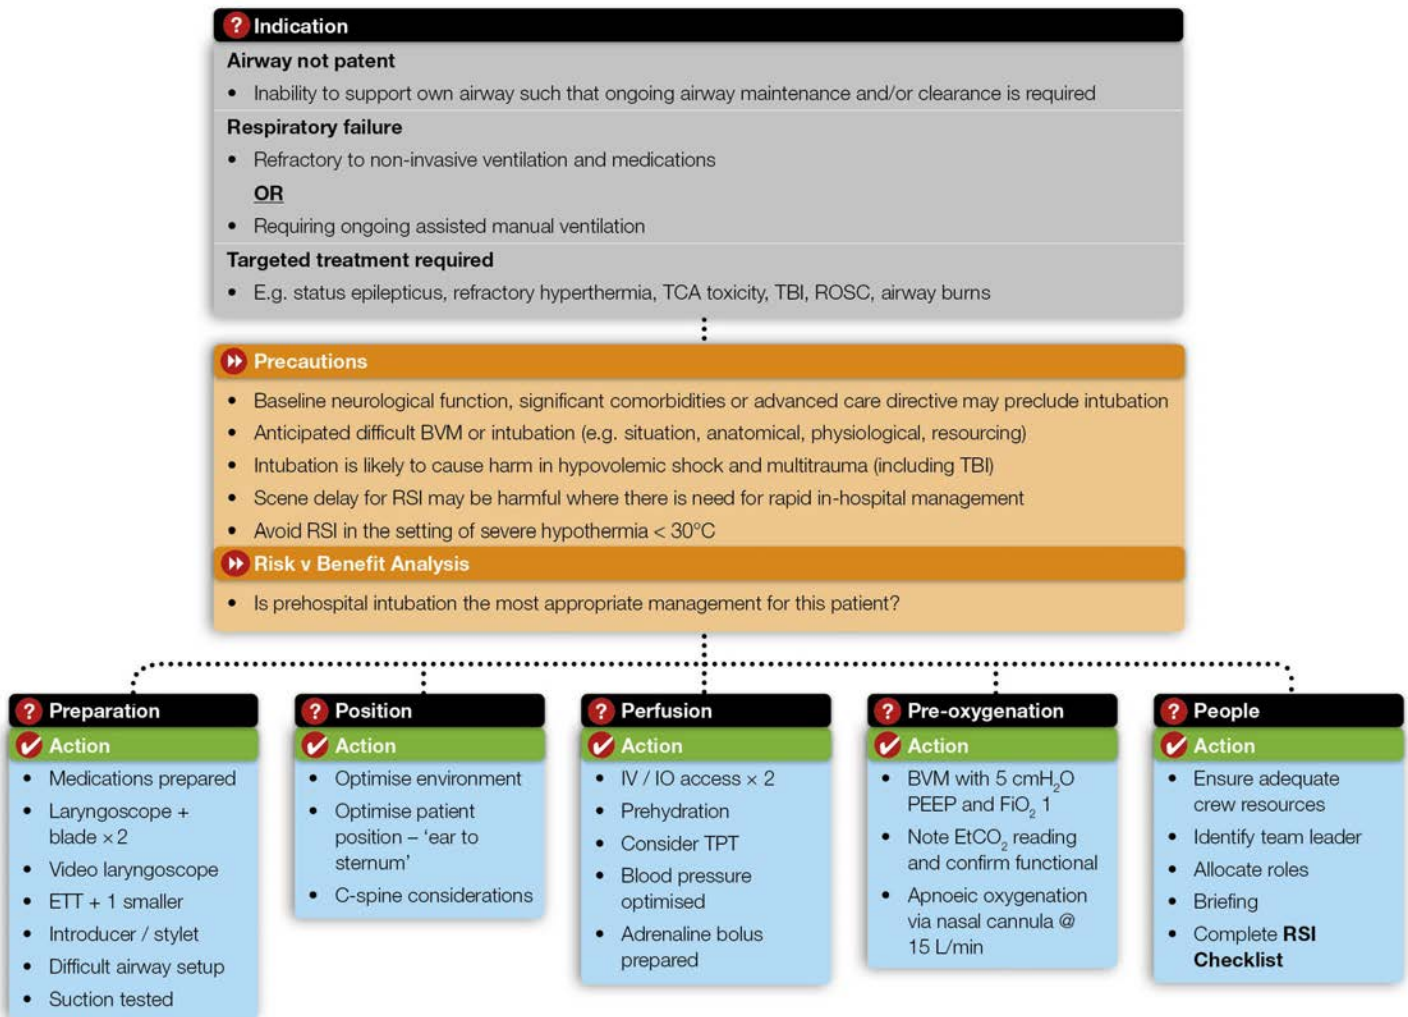 Indication
Airway not patent
• Inability to support own airway such that ongoing airway maintenance and/or clearance is required
Respiratory failure
• Refractory to non-invasive ventilation and medications
OR
• Requiring ongoing assisted manual ventilation
Targeted treatment required
• E.g. status epilepticus, refractory hyperthermia, TCA toxicity, TBI, ROSC, airway burns
Precautions
• Baseline neurological function, significant comorbidities or advanced care directive may preclude intubation
• Anticipated difficult BVM or intubation (e.g. situation, anatomical, physiological, resourcing)
• Intubation is likely to cause harm in hypovolemic shock and multitrauma (including TBI)
• Scene delay for RSI may be harmful where there is need for rapid in-hospital management
• Avoid RSI in the setting of severe hypothermia < 30°C
Risk v Benefit Analysis
• Is prehospital intubation the most appropriate management for this patient?
? Preparation
Action
• Medications prepared
• Laryngoscope +
blade × 2
• Video laryngoscope
• ETT + 1 smaller
• Introducer / stylet
• Difficult airway setup
• Suction tested
? Position
Action
• Optimise environment
• Optimise patient
position – ‘ear to
sternum’
• C-spine considerations
? Perfusion
Action
• IV / IO access × 2
• Prehydration
• Consider TPT
• Blood pressure
optimised
• Adrenaline bolus
prepared
? Pre-oxygenation
Action
• BVM with 5 cmH₂O
PEEP and FiO₂ 1
• Note EtCO₂ reading
and confirm functional
• Apnoeic oxygenation
via nasal cannula @
15 L/min
? People
Action
• Ensure adequate
crew resources
• Identify team leader
• Allocate roles
• Briefing
• Complete RSI
Checklist